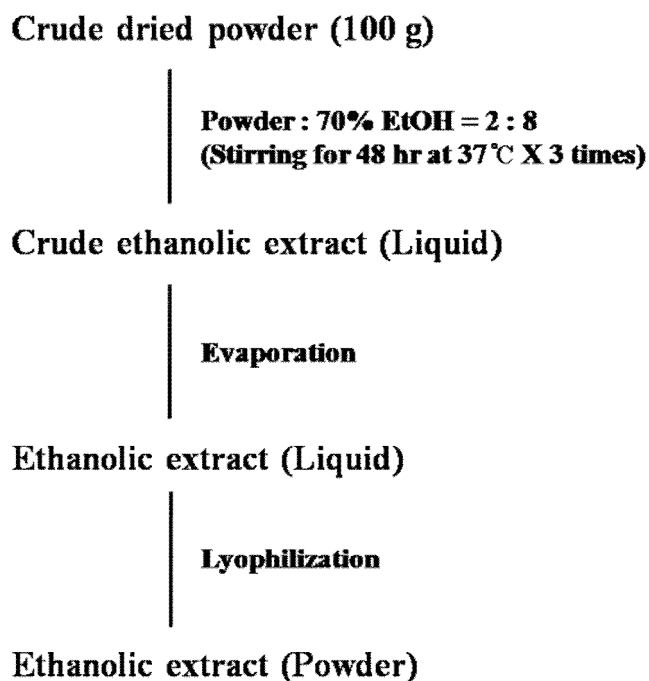 Crude dried powder (100 g)
Powder : 70% EtOH = 2 : 8
(Stirring for 48 hr at 37℃ X 3 times)
Crude ethanolic extract (Liquid)
Evaporation
Ethanolic extract (Liquid)
Lyophilization
Ethanolic extract (Powder)